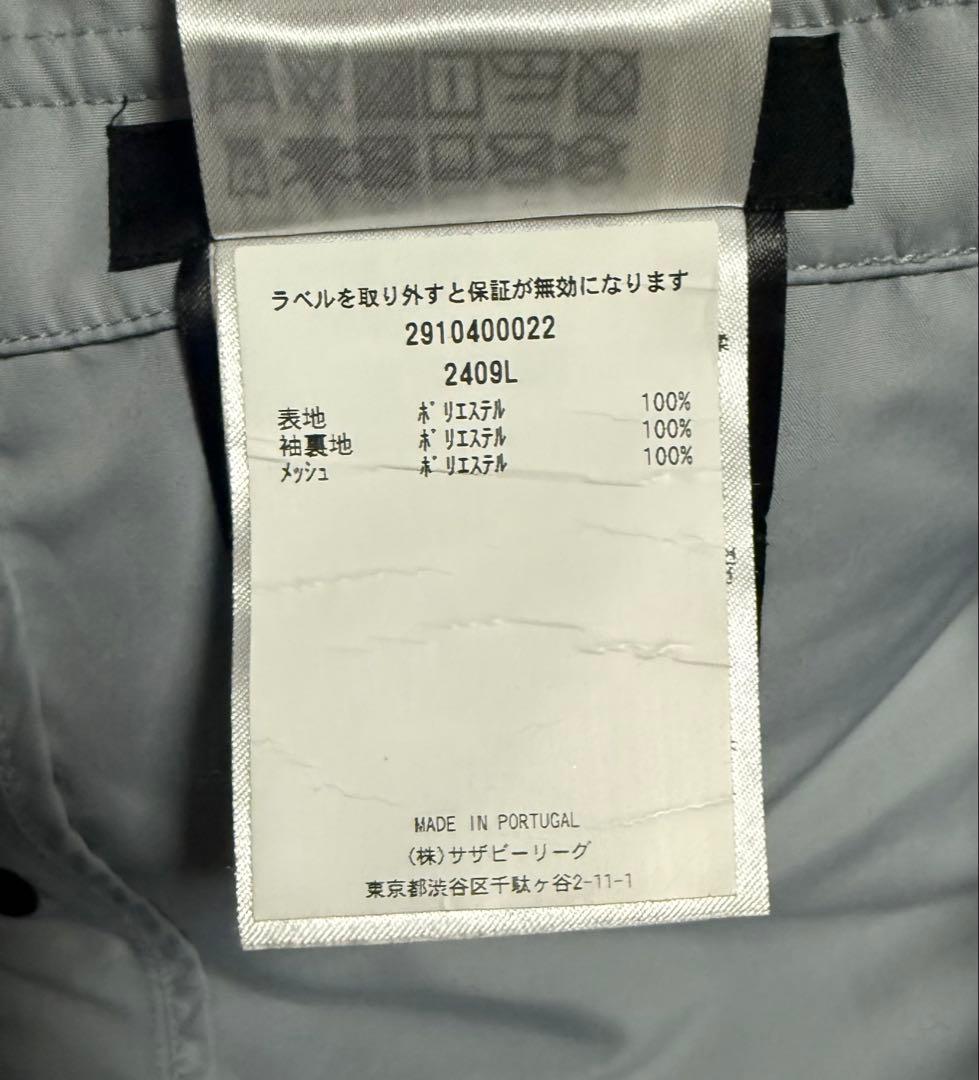 ラベルを取り外すと保証が無効になります
2910400022
2409L
表地 ポリエステル 100%
袖裏地 ポリエステル 100%
メッシュ ポリエステル 100%
MADE IN PORTUGAL
(株)サザビーリーグ
東京都渋谷区千駄ヶ谷2-11-1